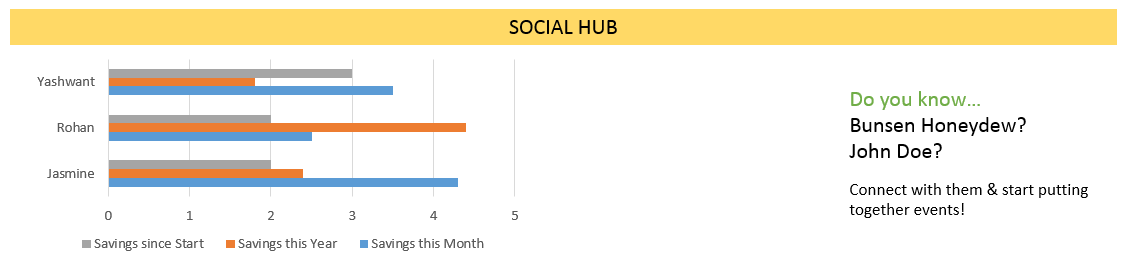 SOCIAL HUB
Yashwant
Rohan
Jasmine
0 1 2 3 4 5
Savings since Start Savings this Year Savings this Month
Do you know…
Bunsen Honeydew?
John Doe?
Connect with them & start putting
together events!